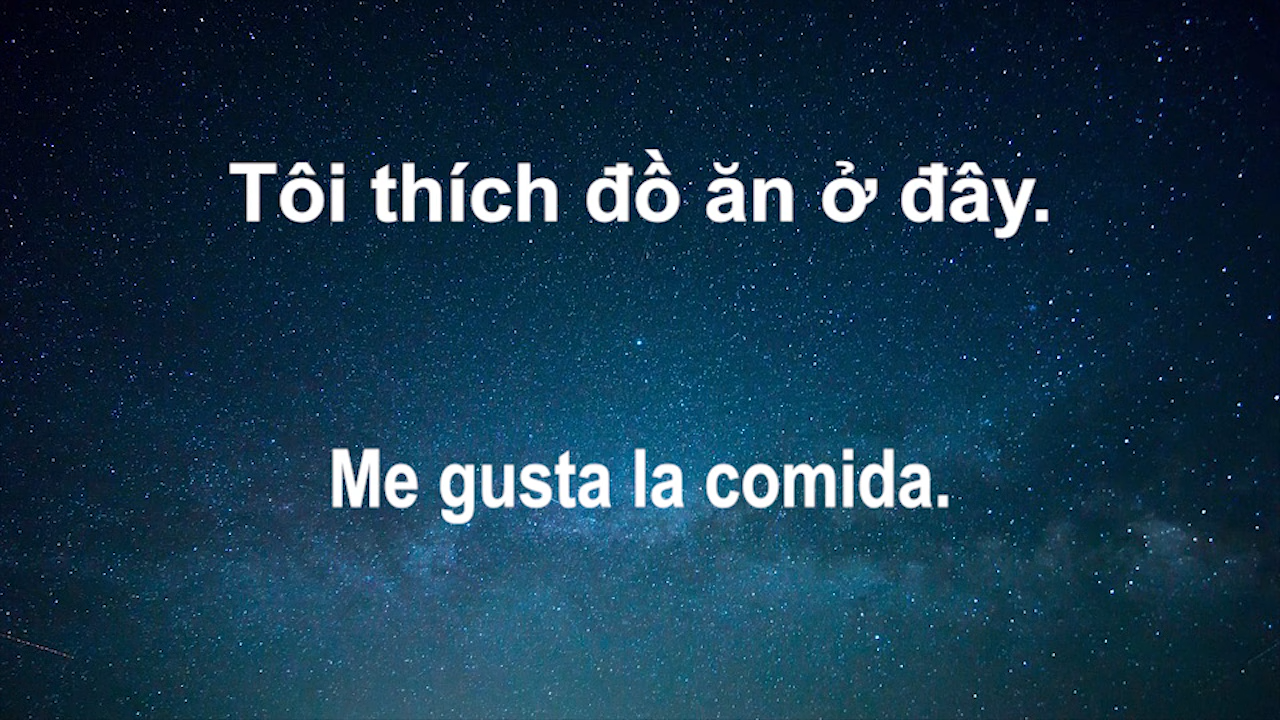 Tôi thích đồ ăn ở đây.
Me gusta la comida.